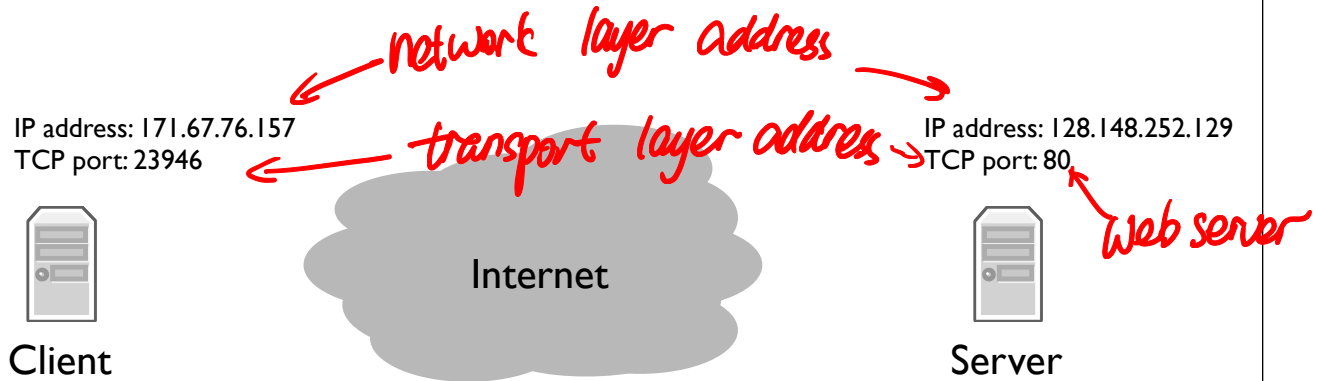 network layer address
IP address: 171.67.76.157
TCP port: 23946
transport layer address
IP address: 128.148.252.129
TCP port: 80
web server
Internet
Client
Server